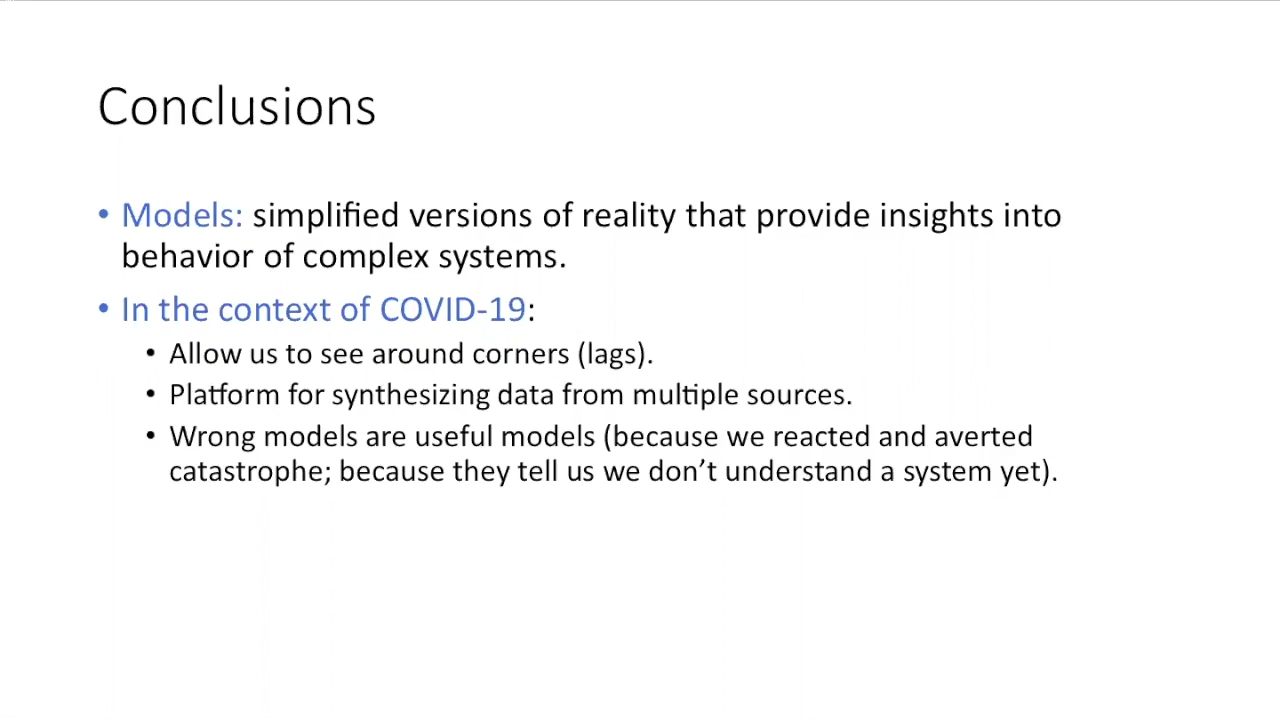 Conclusions
• Models: simplified versions of reality that provide insights into
behavior of complex systems.
• In the context of COVID-19:
• Allow us to see around corners (lags).
• Platform for synthesizing data from multiple sources.
• Wrong models are useful models (because we reacted and averted
catastrophe; because they tell us we don’t understand a system yet).